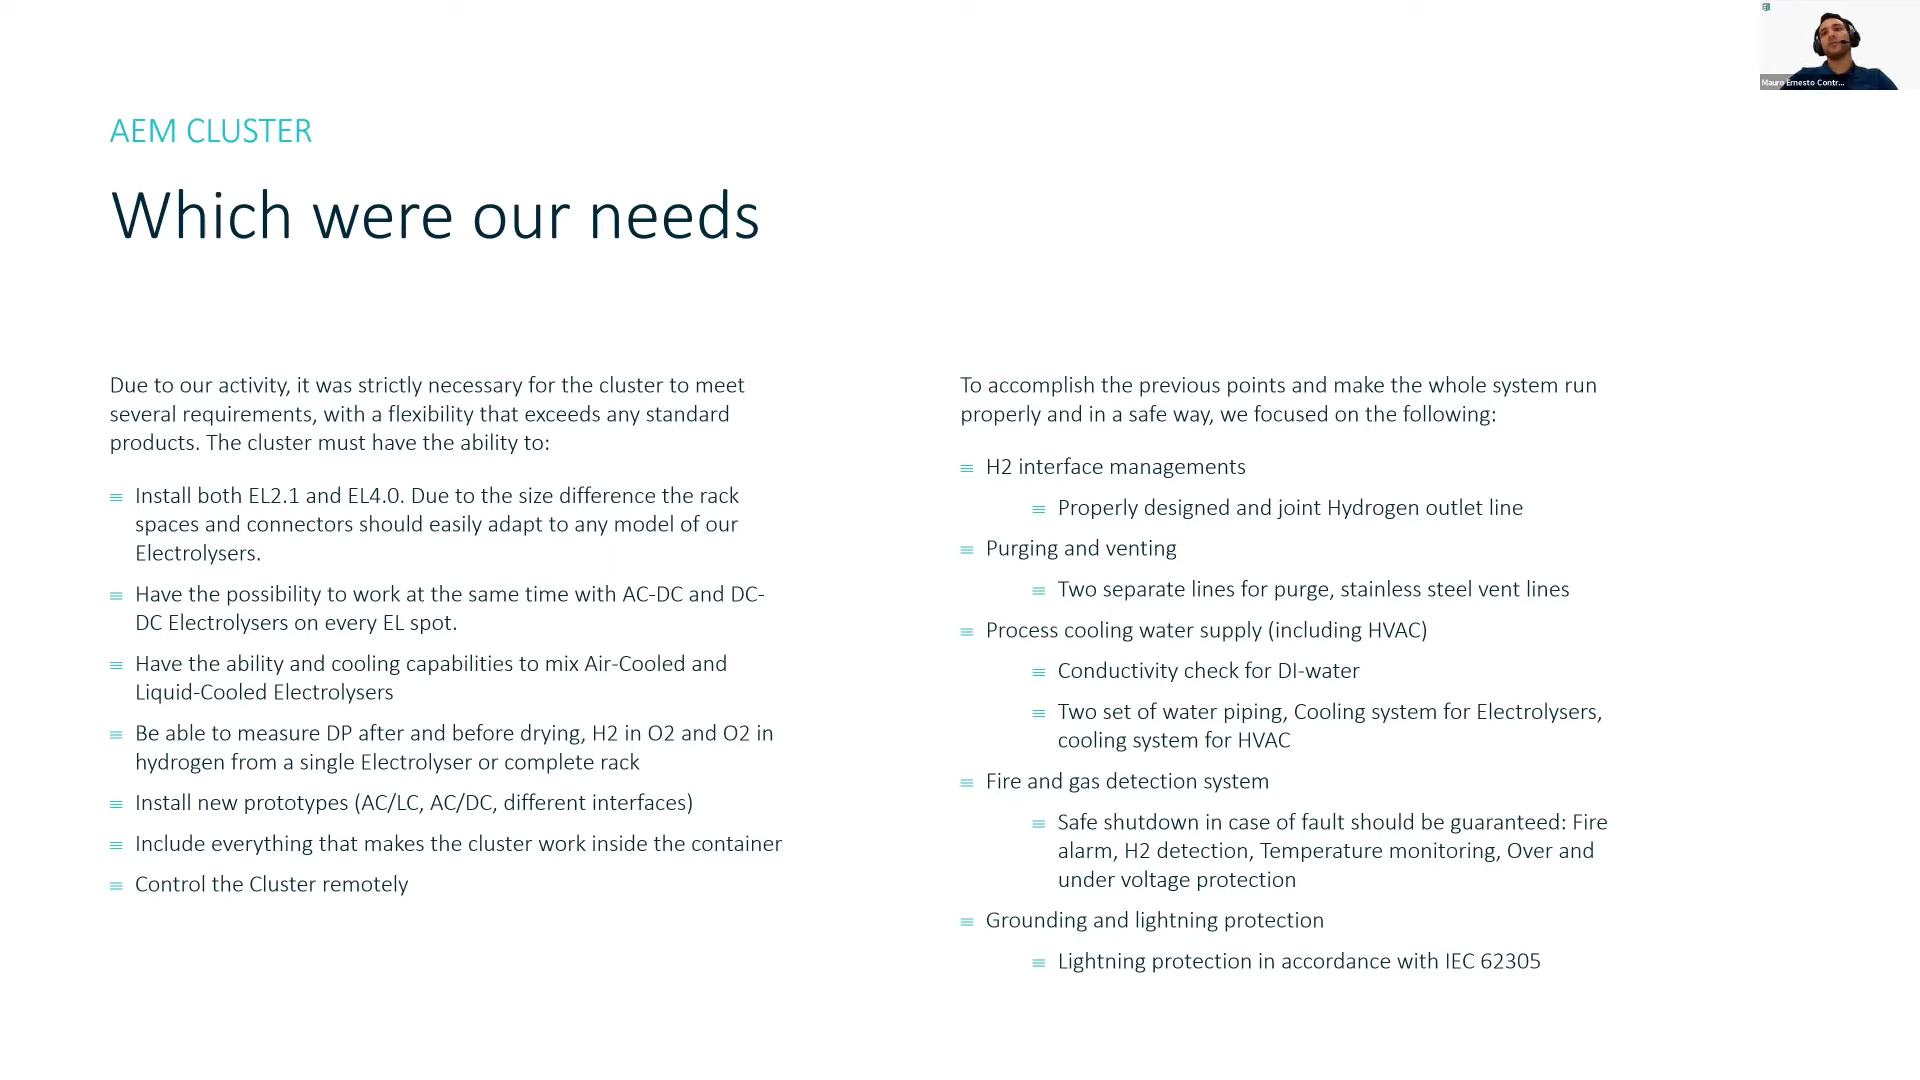 Mauro Ernesto Contr...
AEM CLUSTER
Which were our needs
Due to our activity, it was strictly necessary for the cluster to meet
several requirements, with a flexibility that exceeds any standard
products. The cluster must have the ability to:
Install both EL2.1 and EL4.0. Due to the size difference the rack
spaces and connectors should easily adapt to any model of our
Electrolysers.
Have the possibility to work at the same time with AC-DC and DC-
DC Electrolysers on every EL spot.
Have the ability and cooling capabilities to mix Air-Cooled and
Liquid-Cooled Electrolysers
Be able to measure DP after and before drying, H2 in O2 and O2 in
hydrogen from a single Electrolyser or complete rack
Install new prototypes (AC/LC, AC/DC, different interfaces)
Include everything that makes the cluster work inside the container
Control the Cluster remotely
To accomplish the previous points and make the whole system run
properly and in a safe way, we focused on the following:
H2 interface managements
Properly designed and joint Hydrogen outlet line
Purging and venting
Two separate lines for purge, stainless steel vent lines
Process cooling water supply (including HVAC)
Conductivity check for DI-water
Two set of water piping, Cooling system for Electrolysers,
cooling system for HVAC
Fire and gas detection system
Safe shutdown in case of fault should be guaranteed: Fire
alarm, H2 detection, Temperature monitoring, Over and
under voltage protection
Grounding and lightning protection
Lightning protection in accordance with IEC 62305